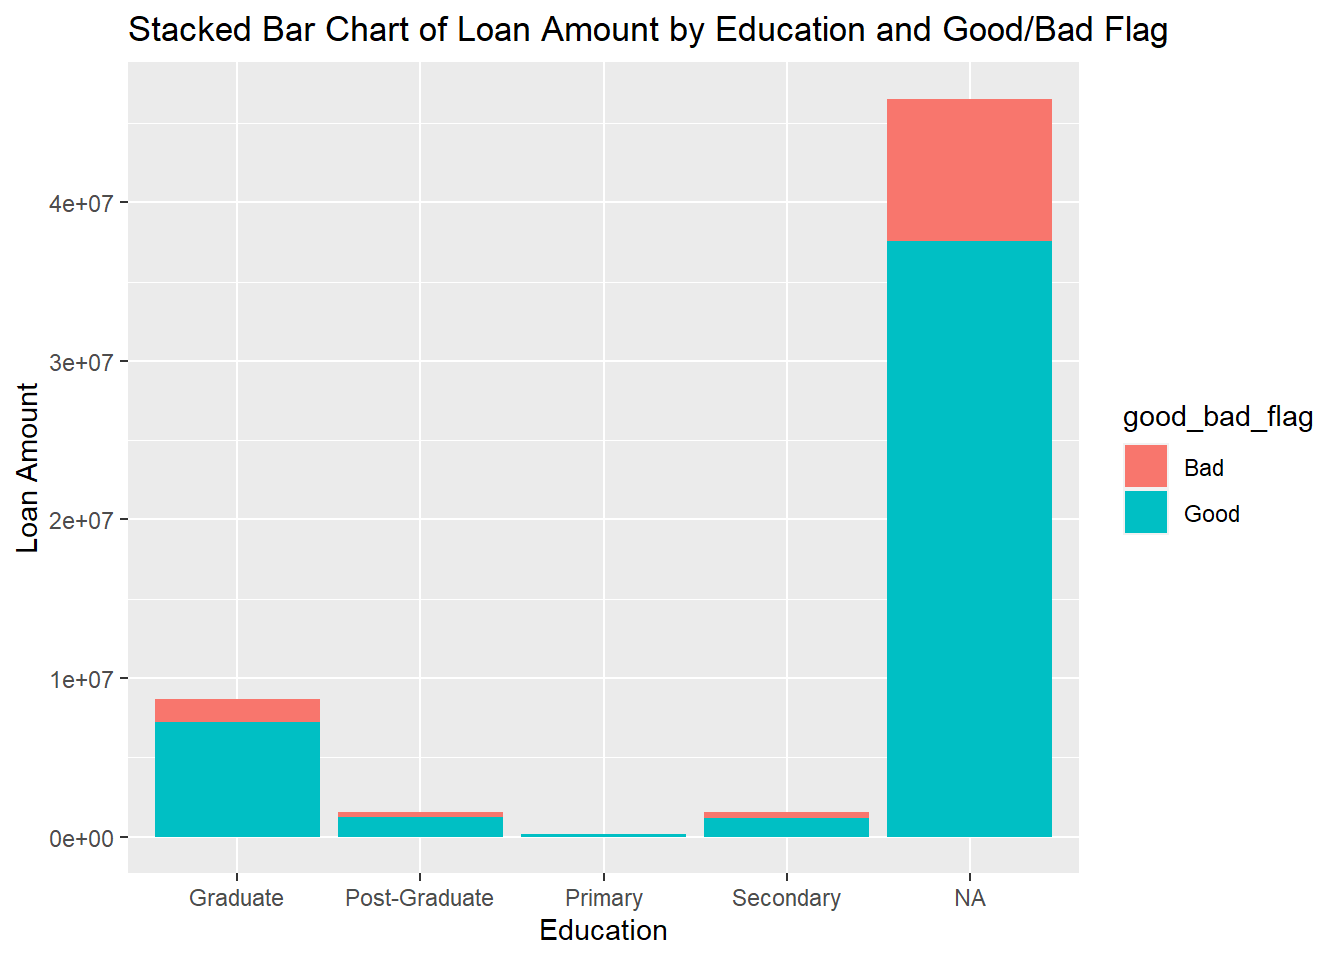 Stacked Bar Chart of Loan Amount by Education and Good/Bad Flag
4e+07
3e+07
2e+07
1e+07
0e+00
Loan Amount
Graduate
Post-Graduate
Primary
Secondary
NA
Education
good_bad_flag
Bad
Good